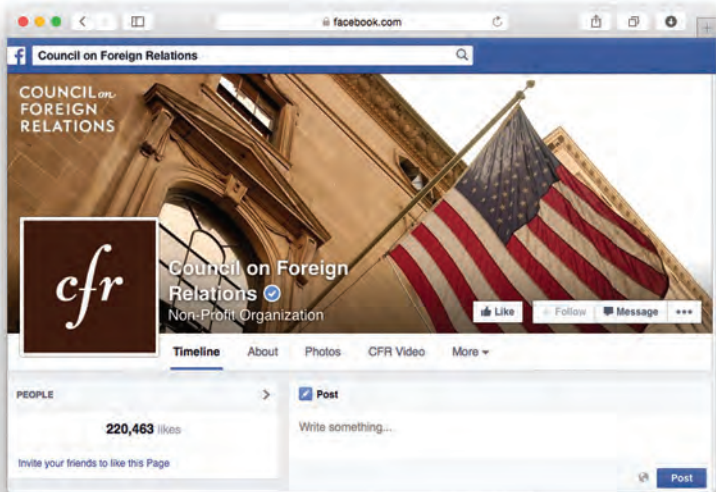 facebook.com
f Council on Foreign Relations
COUNCIL on
FOREIGN
RELATIONS
cfr
Council on Foreign
Relations
Non-Profit Organization
Like Follow Message
Timeline About Photos CFR Video More
PEOPLE
220,463 likes
Invite your friends to like this Page
Post
Write something...
Post